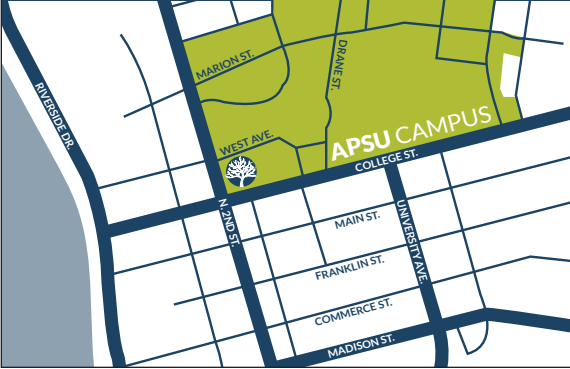 MARION ST.
DRANE ST.
RIVERSIDE DR.
WEST AVE.
APSU CAMPUS
COLLEGE ST.
N. 2ND ST.
MAIN ST.
UNIVERSITY AVE.
FRANKLIN ST.
COMMERCE ST.
MADISON ST.